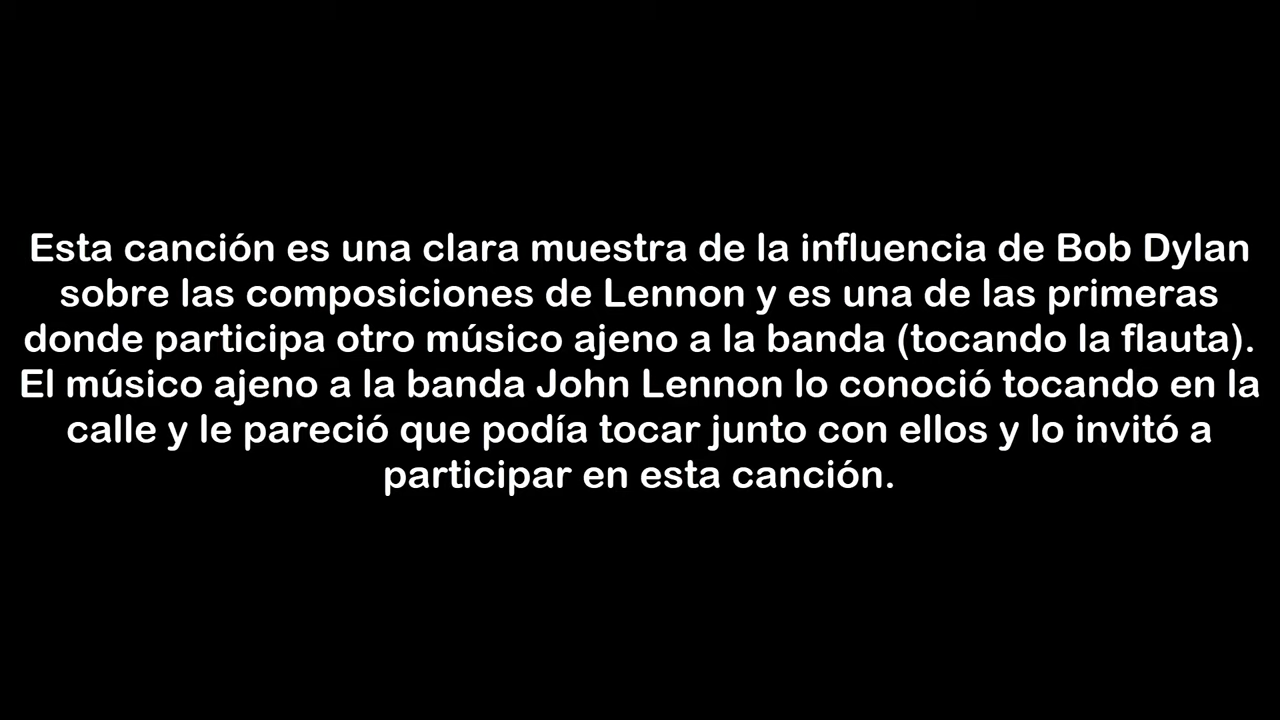 Esta canción es una clara muestra de la influencia de Bob Dylan
sobre las composiciones de Lennon y es una de las primeras
donde participa otro músico ajeno a la banda (tocando la flauta).
El músico ajeno a la banda John Lennon lo conoció tocando en la
calle y le pareció que podía tocar junto con ellos y lo invitó a
participar en esta canción.